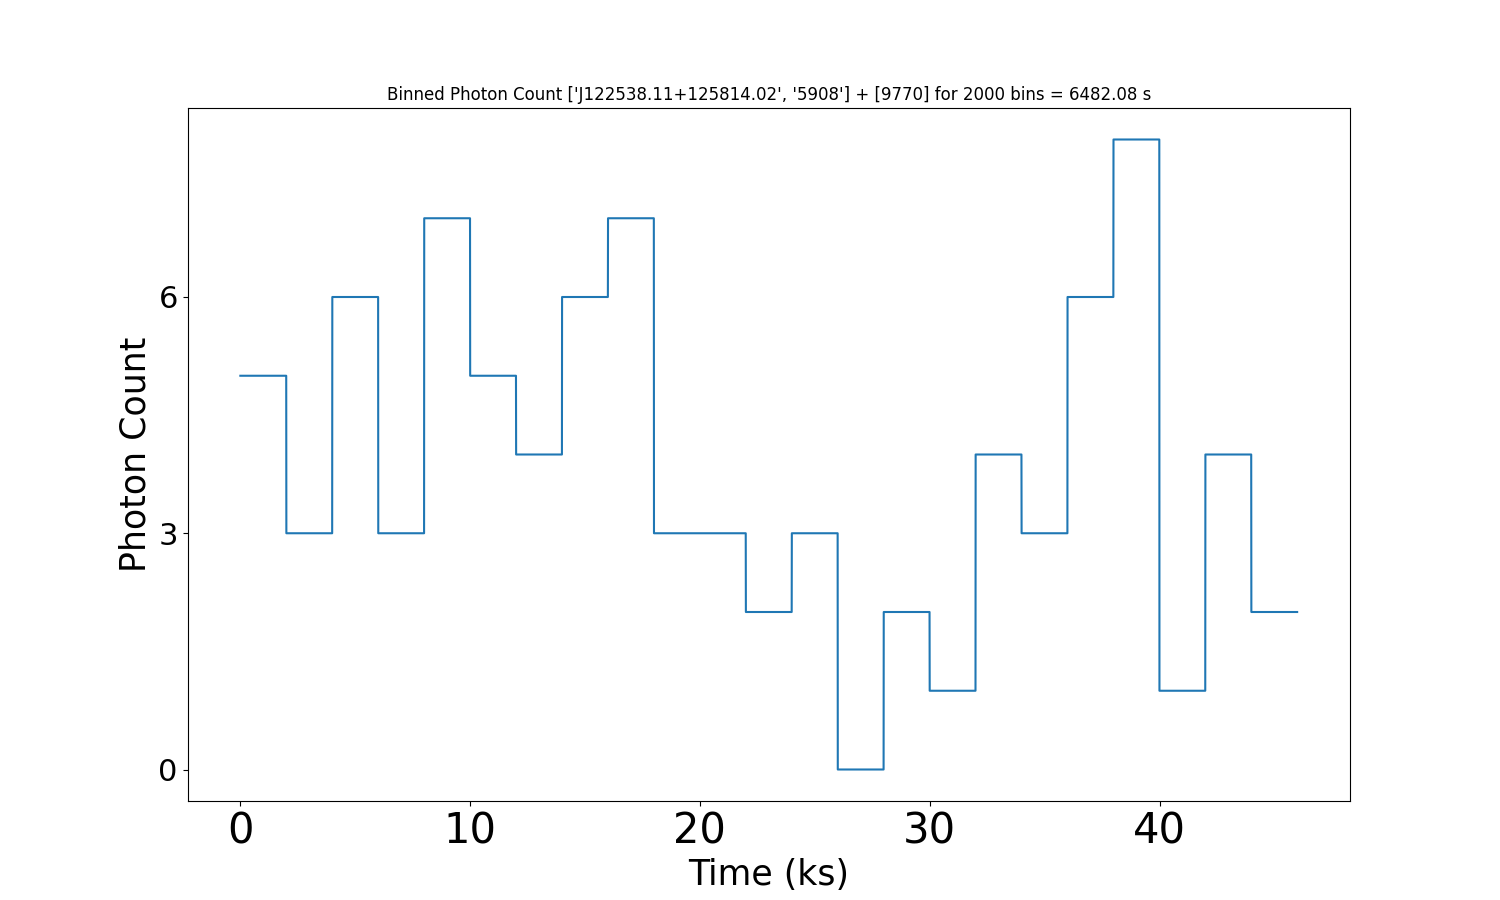 Binned Photon Count ['J122538.11+125814.02', '5908'] + [9770] for 2000 bins = 6482.08 s
Photon Count
6
3
0
0 10 20 30 40
Time (ks)